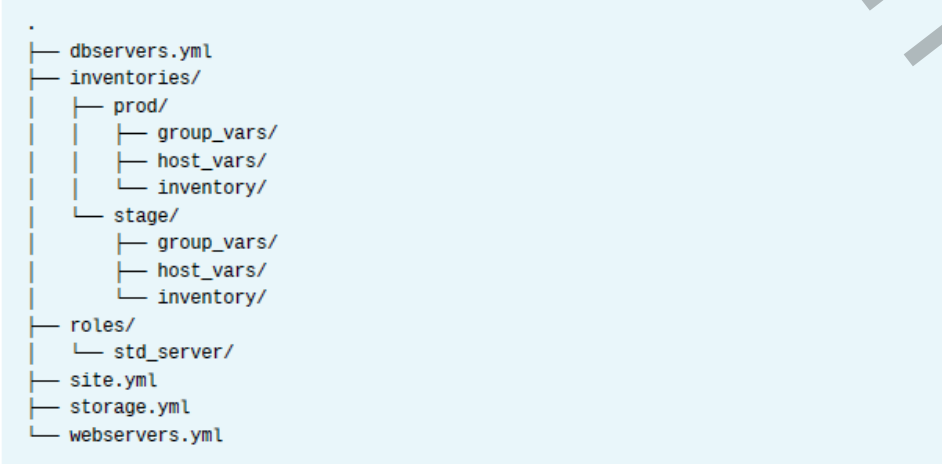 .
├── dbservers.yml
├── inventories/
│   ├── prod/
│   │   ├── group_vars/
│   │   ├── host_vars/
│   │   └── inventory/
│   └── stage/
│       ├── group_vars/
│       ├── host_vars/
│       └── inventory/
├── roles/
│   └── std_server/
├── site.yml
├── storage.yml
└── webservers.yml